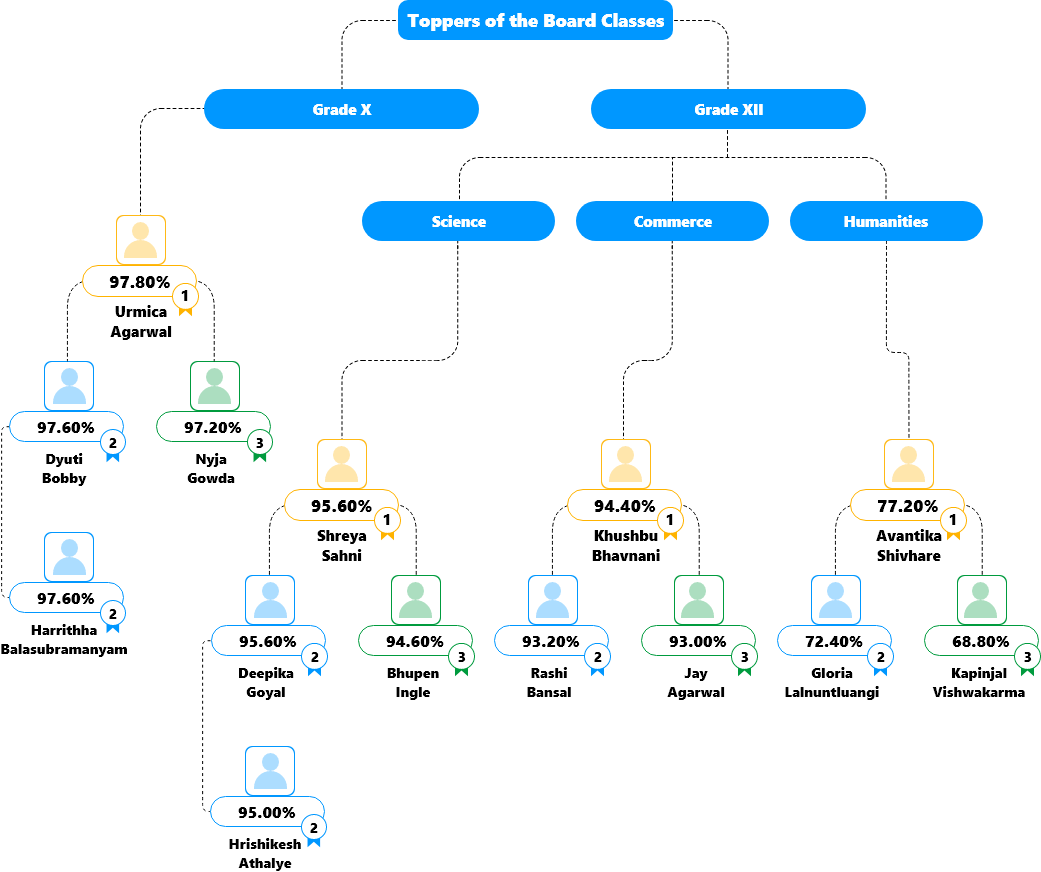 Toppers of the Board Classes
Grade X
Grade XII
Science
Commerce
Humanities
97.80%
1
Urmica
Agarwal
97.60%
2
Dyuti
Bobby
97.20%
3
Nyja
Gowda
97.60%
2
Harrithha
Balasubramanyam
95.60%
1
Shreya
Sahni
95.60%
2
Deepika
Goyal
94.60%
3
Bhupen
Ingle
95.00%
2
Hrishikesh
Athalye
94.40%
1
Khushbu
Bhavnani
93.20%
2
Rashi
Bansal
93.00%
3
Jay
Agarwal
77.20%
1
Avantika
Shivhare
72.40%
2
Gloria
Lalnuntluangi
68.80%
3
Kapinjal
Vishwakarma